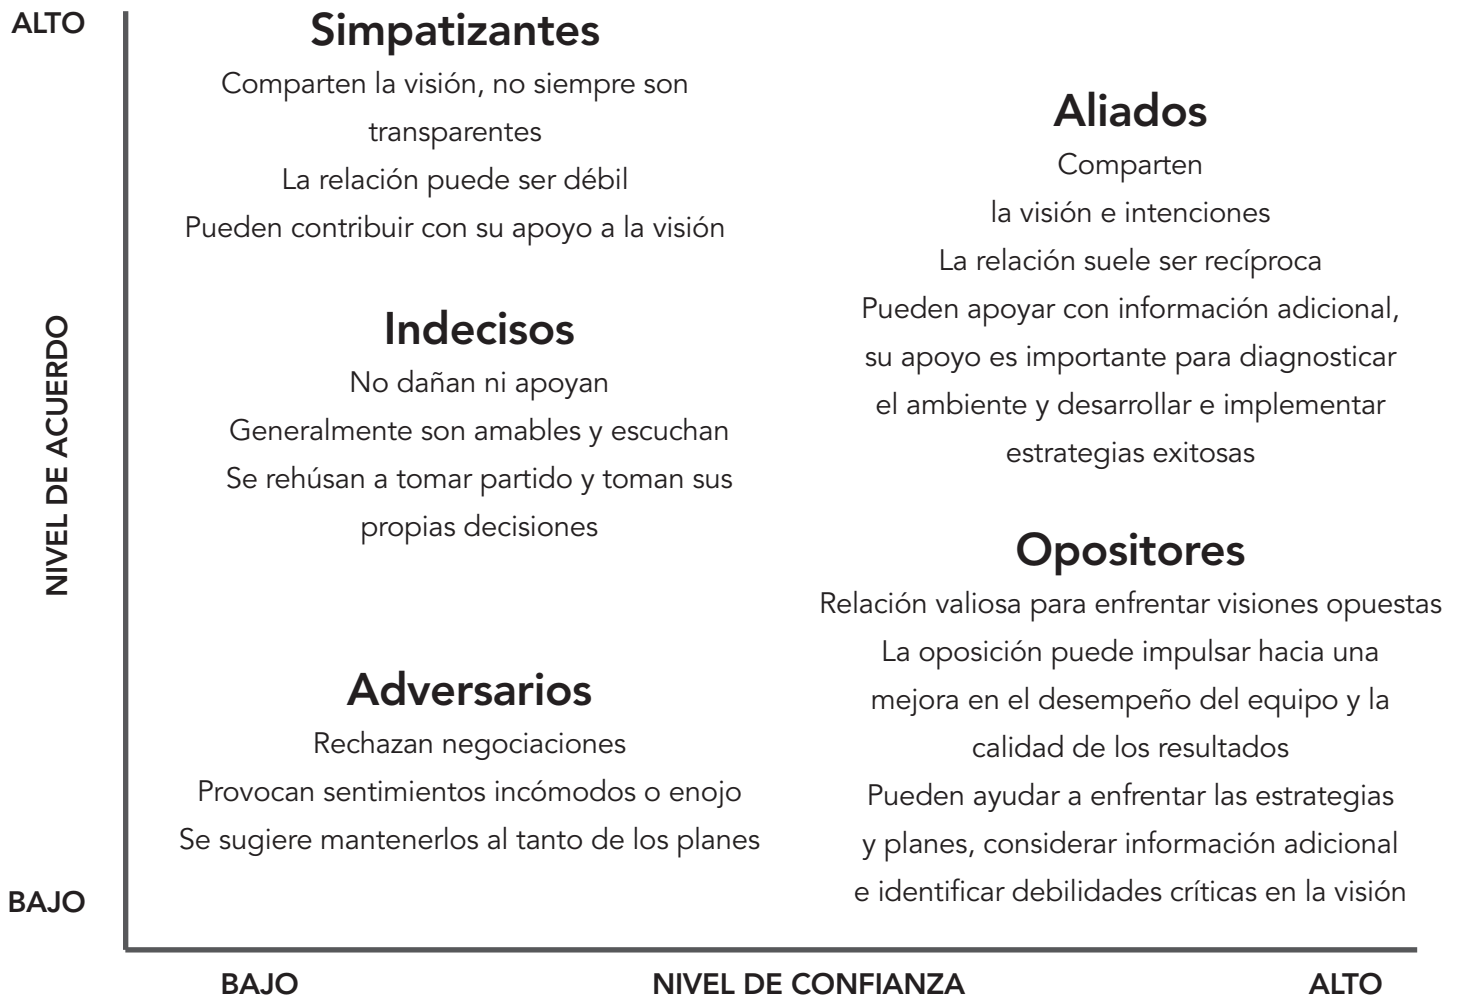 ALTO
Simpatizantes
Comparten la visión, no siempre son
transparentes
La relación puede ser débil
Pueden contribuir con su apoyo a la visión
Aliados
Comparten
la visión e intenciones
La relación suele ser recíproca
Pueden apoyar con información adicional,
su apoyo es importante para diagnosticar
el ambiente y desarrollar e implementar
estrategias exitosas
NIVEL DE ACUERDO
Indecisos
No dañan ni apoyan
Generalmente son amables y escuchan
Se rehúsan a tomar partido y toman sus
propias decisiones
Opositores
Relación valiosa para enfrentar visiones opuestas
La oposición puede impulsar hacia una
mejora en el desempeño del equipo y la
calidad de los resultados
Pueden ayudar a enfrentar las estrategias
y planes, considerar información adicional
e identificar debilidades críticas en la visión
Adversarios
Rechazan negociaciones
Provocan sentimientos incómodos o enojo
Se sugiere mantenerlos al tanto de los planes
BAJO
BAJO
NIVEL DE CONFIANZA
ALTO